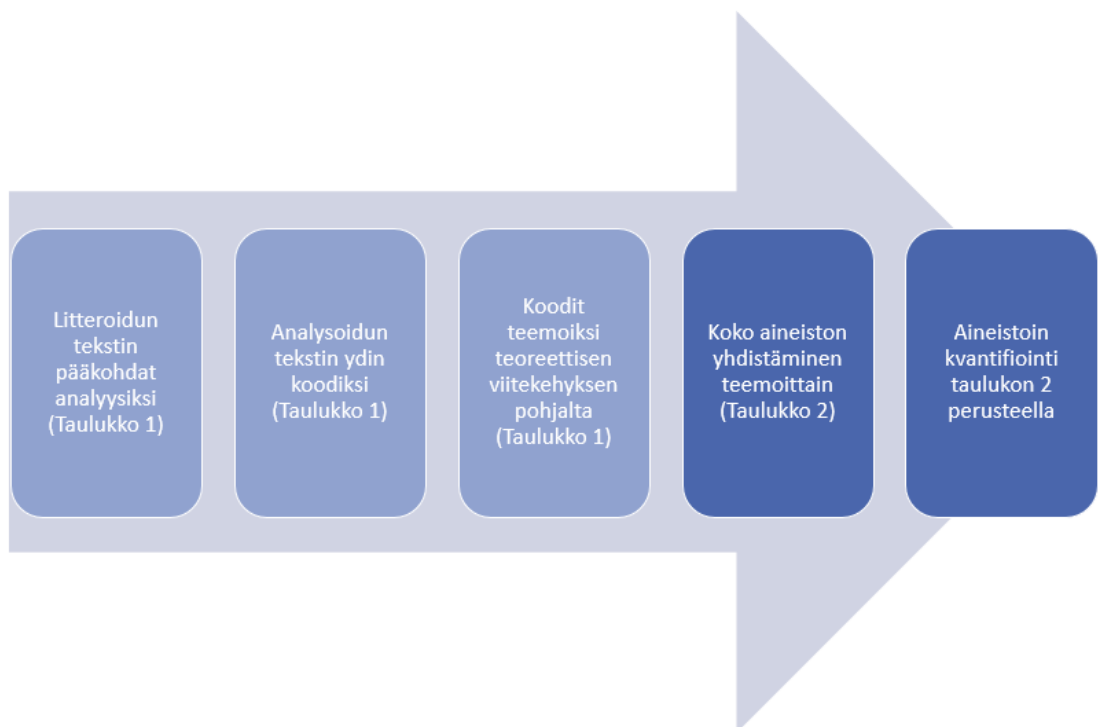 Litteroidun
tekstin
pääkohdat
analyysiksi
(Taulukko 1)
Analysoidun
tekstin ydin
koodiksi
(Taulukko 1)
Koodit
teemoiksi
teoreettisen
viitekehyksen
pohjalta
(Taulukko 1)
Koko aineiston
yhdistäminen
teemoittain
(Taulukko 2)
Aineistoin
kvantifiointi
taulukon 2
perusteella